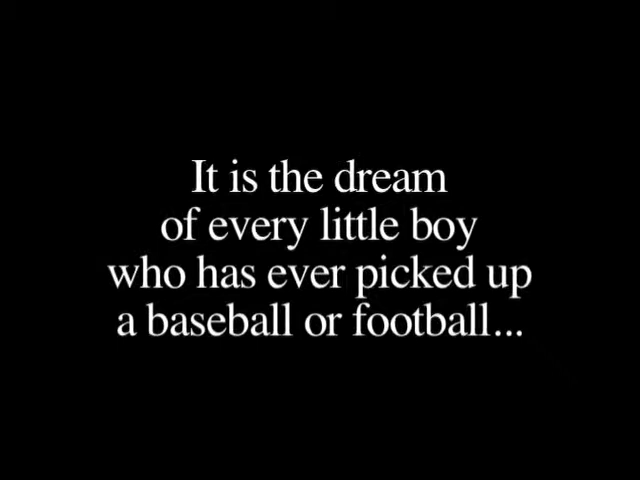 It is the dream
of every little boy
who has ever picked up
a baseball or football...